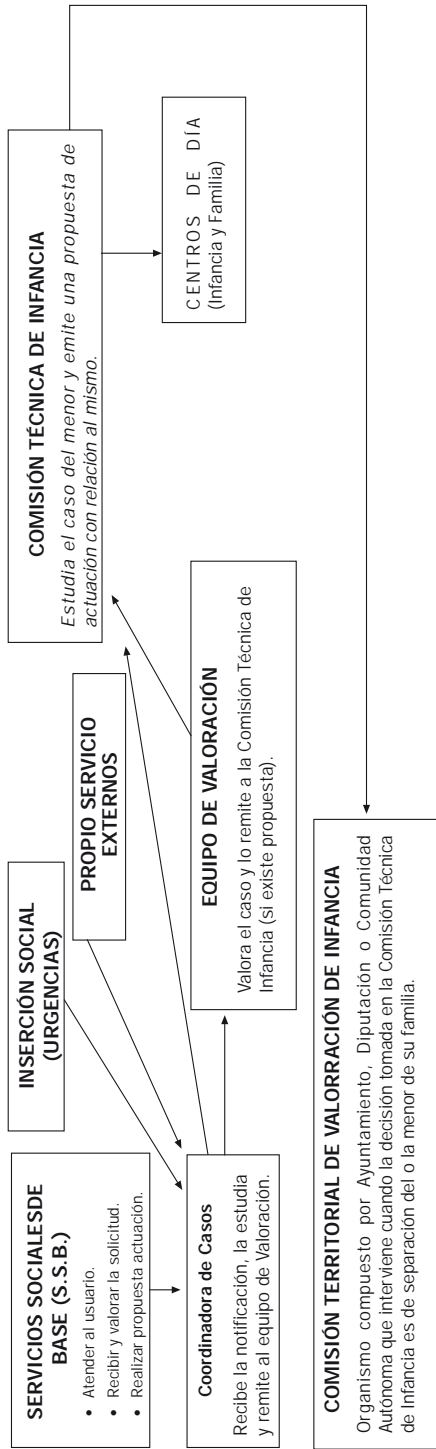 SERVICIOS SOCIALESDE
BASE (S.S.B.)
• Atender al usuario.
• Recibir y valorar la solicitud.
• Realizar propuesta actuación.
INSERCIÓN SOCIAL
(URGENCIAS)
PROPIO SERVICIO
EXTERNOS
COMISIÓN TÉCNICA DE INFANCIA
Estudia el caso del menor y emite una propuesta de
actuación con relación al mismo.
Coordinadora de Casos
Recibe la notificación, la estudia
y remite al equipo de Valoración.
EQUIPO DE VALORACIÓN
Valora el caso y lo remite a la Comisión Técnica de
Infancia (si existe propuesta).
CENTROS DE DÍA
(Infancia y Familia)
COMISIÓN TERRITORIAL DE VALORRACIÓN DE INFANCIA
Organismo compuesto por Ayuntamiento, Diputación o Comunidad
Autónoma que interviene cuando la decisión tomada en la Comisión Técnica
de Infancia es de separación del o la menor de su familia.